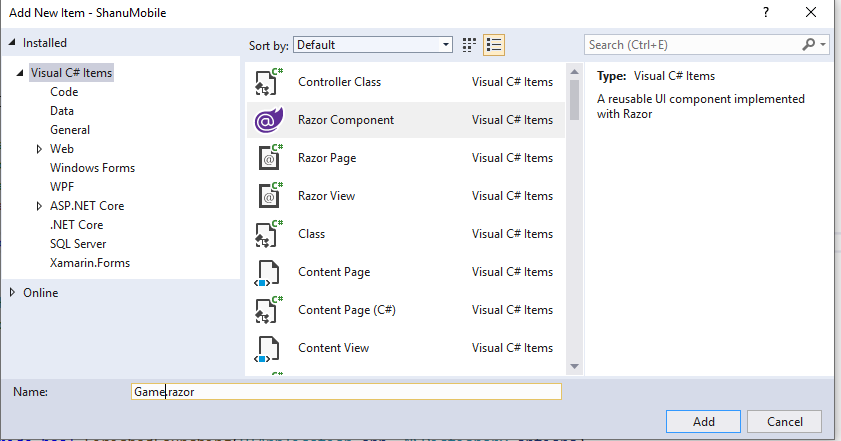 Add New Item - ShanuMobile
?
Installed
Sort by: Default
Search (Ctrl+E)
Visual C# Items
Code
Data
General
Web
Windows Forms
WPF
ASP.NET Core
.NET Core
SQL Server
Xamarin.Forms
Online
Controller Class Visual C# Items
Razor Component Visual C# Items
Razor Page Visual C# Items
Razor View Visual C# Items
Class Visual C# Items
Content Page Visual C# Items
Content Page (C#) Visual C# Items
Content View Visual C# Items
Type: Visual C# Items
A reusable UI component implemented
with Razor
Name: Game.razor
Add Cancel